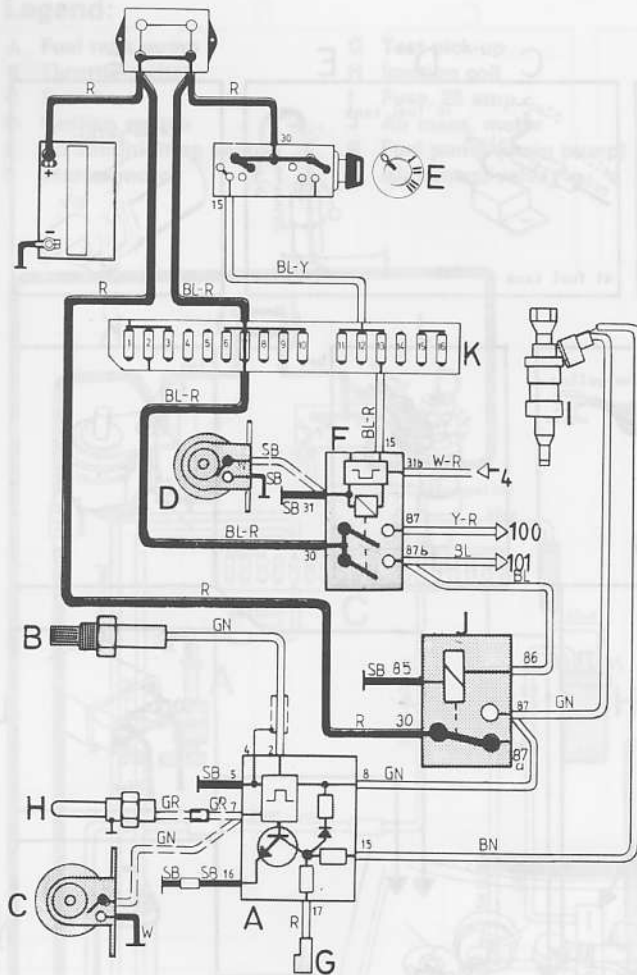 R
R
30
+
-
E
15
R
BL-R
BL-Y
1 2 3 4 5 6 7 8 9 10 11 12 13 14 15 16
K
I
BL-R
BL-R
F
15
D
SB
SB
31b
W-R
4
SB 31
87
Y-R
100
BL-R
30
87b
BL
101
BL
R
J
B
GN
SB 85
86
87
GN
R 30
87a
4
2
SB 5
8
GN
H
GR
GR
7
GN
15
BN
C
SB
SB
16
W
A
R
17
G